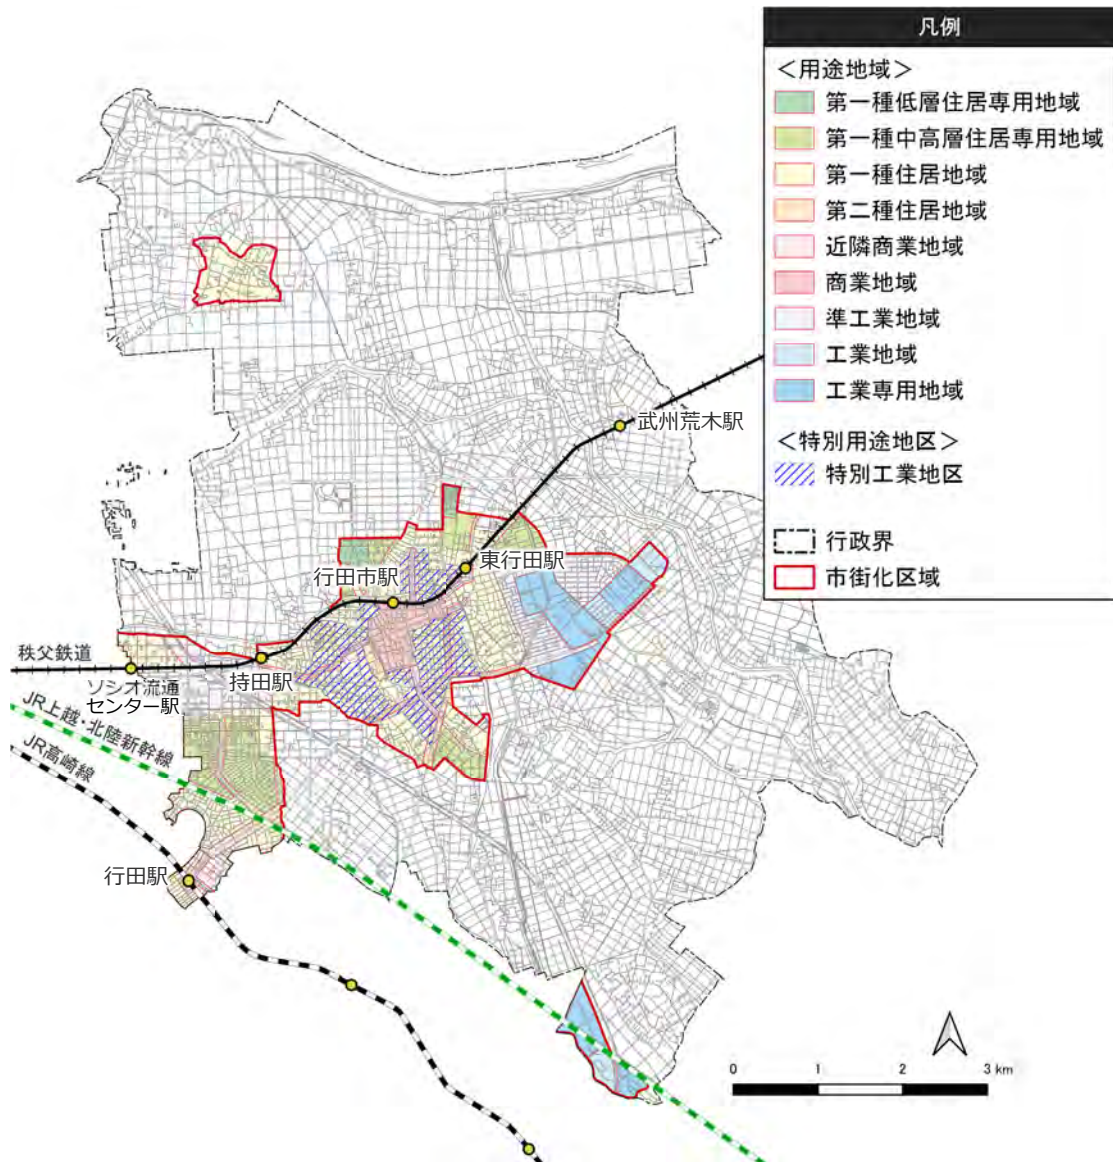 凡例
＜用途地域＞
第一種低層住居専用地域
第一種中高層住居専用地域
第一種住居地域
第二種住居地域
近隣商業地域
商業地域
準工業地域
工業地域
工業専用地域
＜特別用途地区＞
特別工業地区
行政界
市街化区域
武州荒木駅
東行田駅
行田市駅
秩父鉄道
持田駅
ソシオ流通
センター駅
JR上越・北陸新幹線
JR高崎線
行田駅
0 1 2 3 km